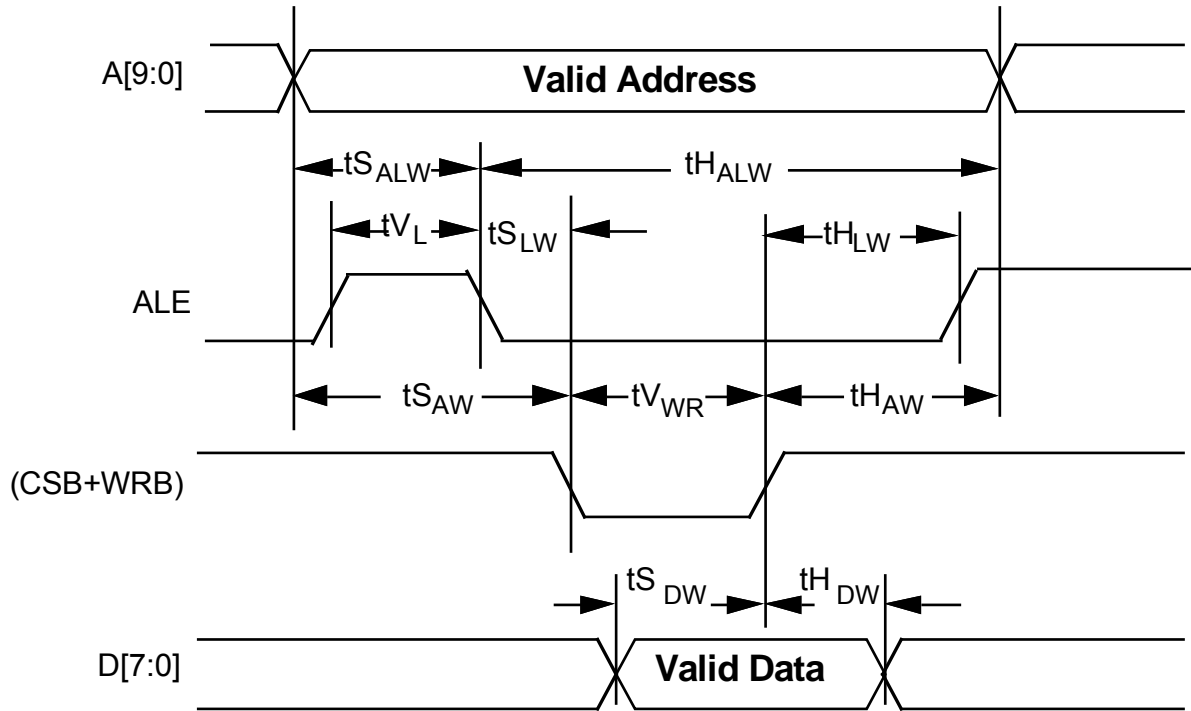 A[9:0]
Valid Address
tSALW
tHALW
tVL
tSLW
tHLW
ALE
tSAW
tVWR
tHAW
(CSB+WRB)
tS DW
tH DW
D[7:0]
Valid Data